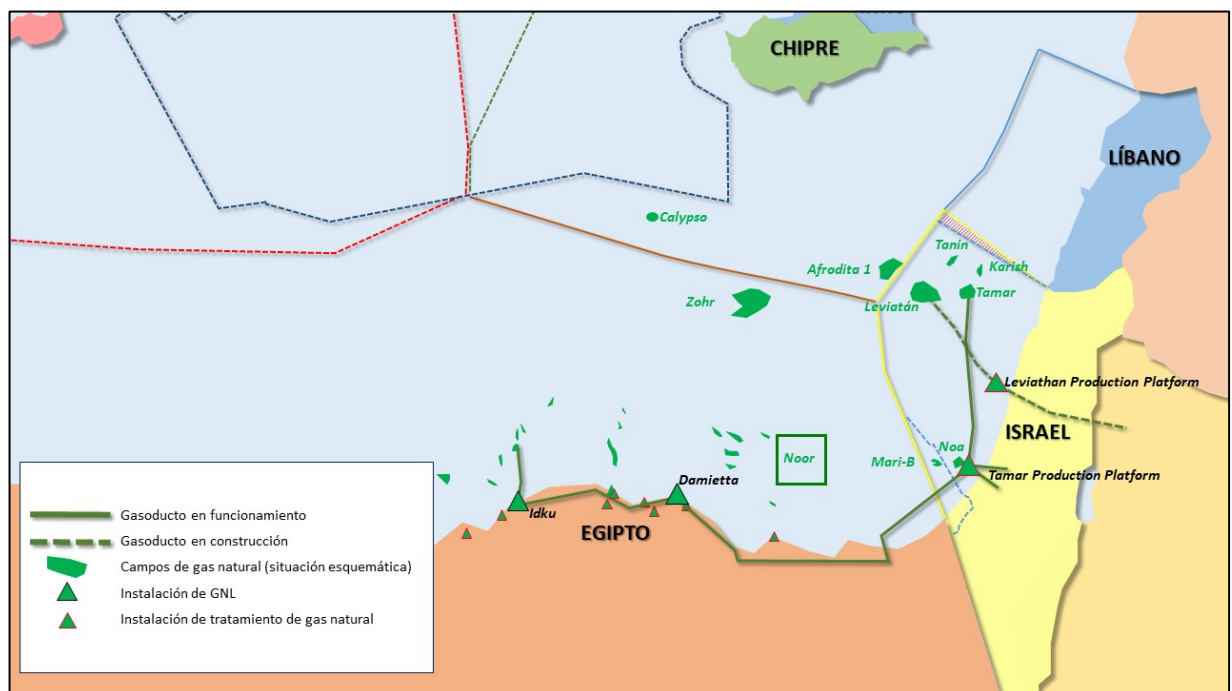 CHIPRE
LÍBANO
Calypso
Tanin
Afrodita 1
Karish
Zohr
Leviatán
Tamar
Leviathan Production Platform
ISRAEL
Noor
Mari-B
Noa
Tamar Production Platform
Damietta
Idku
EGIPTO
Gasoducto en funcionamiento
Gasoducto en construcción
Campos de gas natural (situación esquemática)
Instalación de GNL
Instalación de tratamiento de gas natural